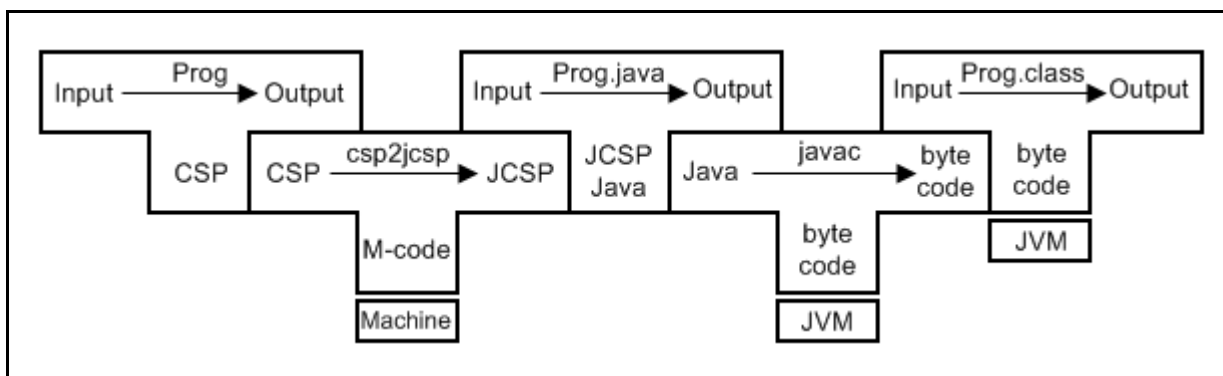 Prog
Input Output
Prog.java
Input Output
Prog.class
Input Output
CSP
csp2jcsp
CSP JCSP
JCSP
Java
javac
Java byte
code
byte
code
M-code
byte
code
JVM
Machine
JVM